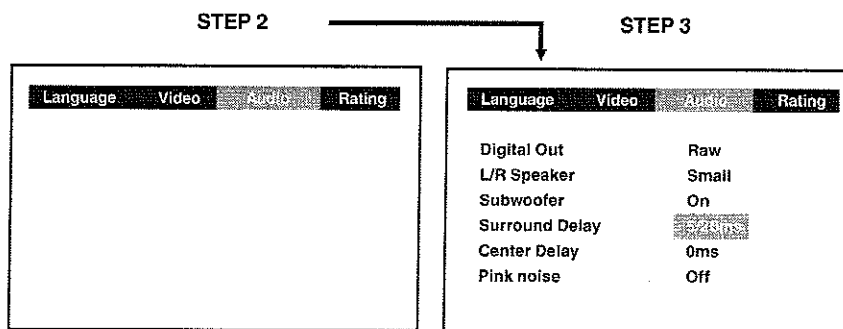 STEP 2
STEP 3
Language Video Audio Rating
Language Video Audio Rating
Digital Out Raw
L/R Speaker Small
Subwoofer On
Surround Delay
Center Delay 0ms
Pink noise Off